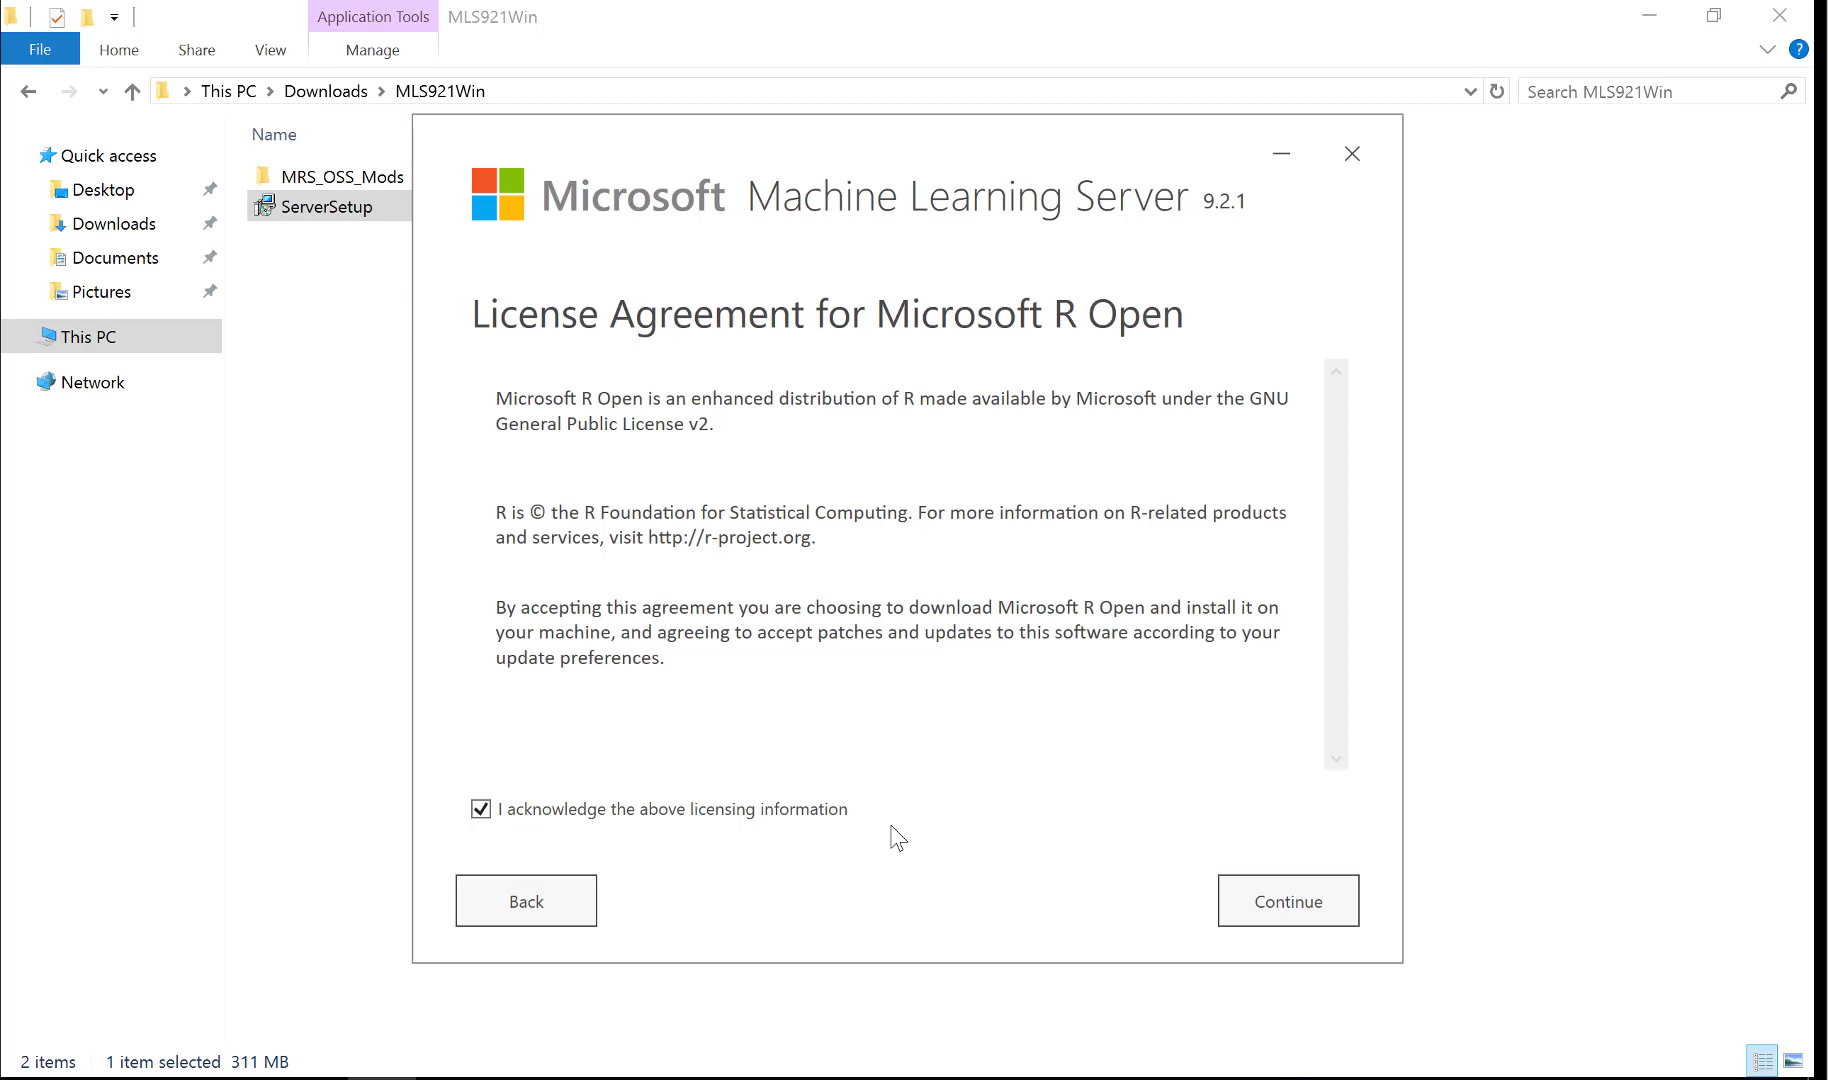 Application Tools
MLS921Win
File
Home
Share
View
Manage
This PC
Downloads
MLS921Win
Search MLS921Win
Quick access
Desktop
Downloads
Documents
Pictures
This PC
Network
Name
MRS_OSS_Mods
ServerSetup
Microsoft Machine Learning Server 9.2.1
License Agreement for Microsoft R Open
Microsoft R Open is an enhanced distribution of R made available by Microsoft under the GNU
General Public License v2.
R is © the R Foundation for Statistical Computing. For more information on R-related products
and services, visit http://r-project.org.
By accepting this agreement you are choosing to download Microsoft R Open and install it on
your machine, and agreeing to accept patches and updates to this software according to your
update preferences.
I acknowledge the above licensing information
Back
Continue
2 items
1 item selected 311 MB